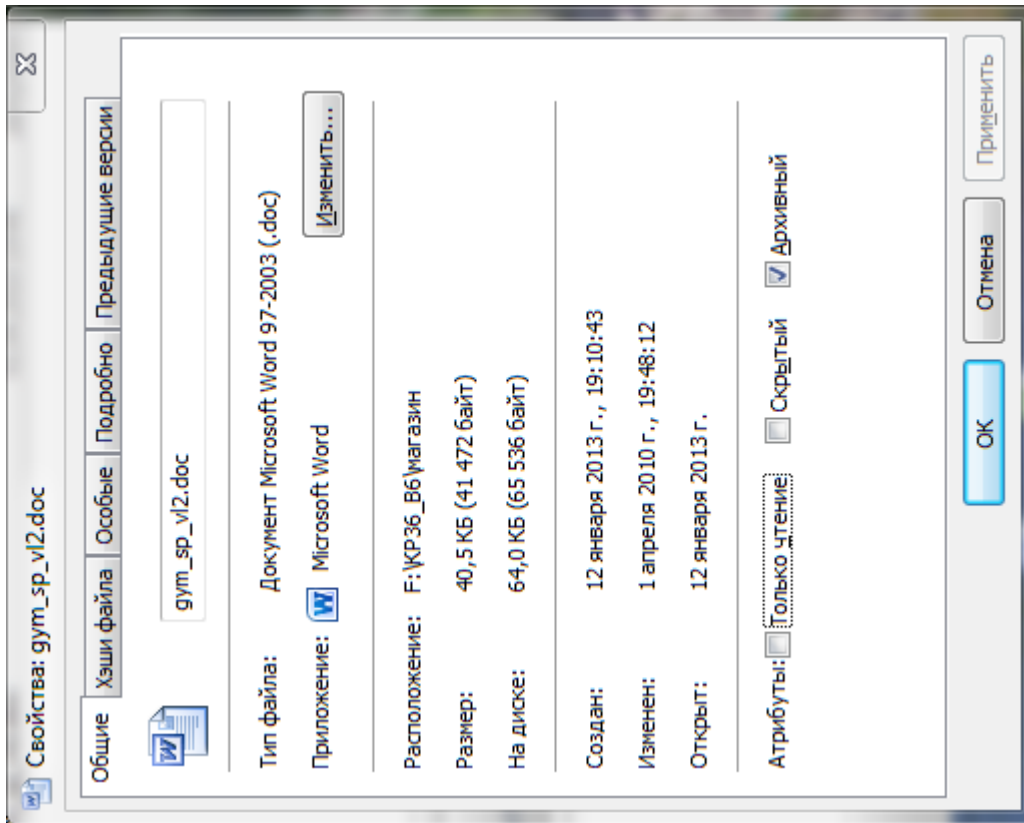 Свойства: gym_sp_vl2.doc
Общие Хэши файла Особые Подробно Предыдущие версии
gym_sp_vl2.doc
Тип файла: Документ Microsoft Word 97-2003 (.doc)
Приложение: Microsoft Word Изменить...
Расположение: F:\КР36_В6\магазин
Размер: 40,5 КБ (41 472 байт)
На диске: 64,0 КБ (65 536 байт)
Создан: 12 января 2013 г., 19:10:43
Изменен: 1 апреля 2010 г., 19:48:12
Открыт: 12 января 2013 г.
Атрибуты: Только чтение Скрытый Архивный
ОК Отмена Применить